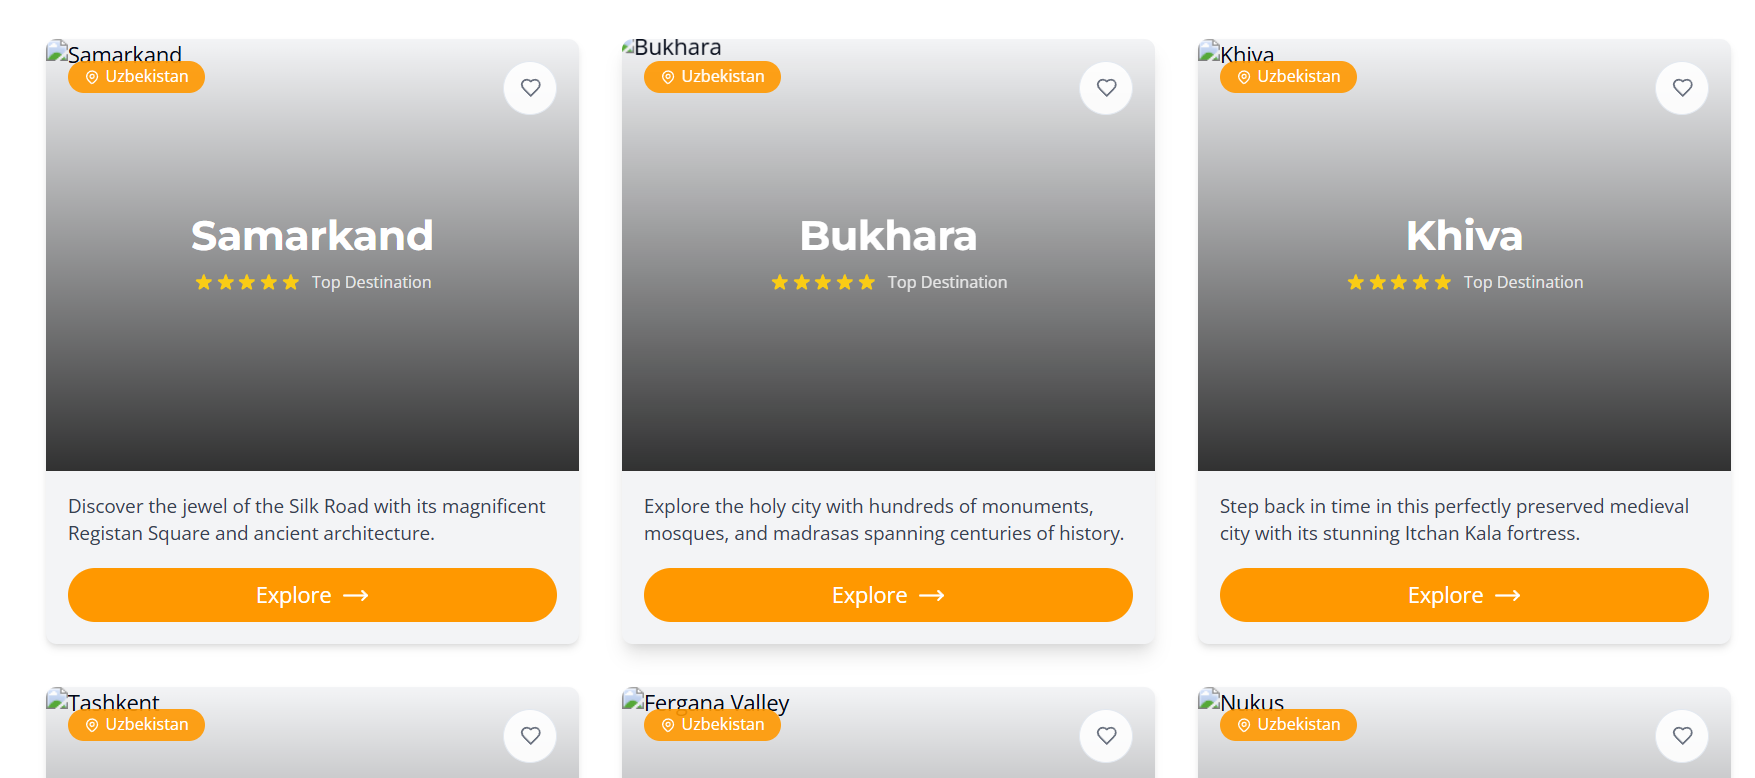 Samarkand
Uzbekistan
Samarkand
Top Destination
Discover the jewel of the Silk Road with its magnificent
Registan Square and ancient architecture.
Explore
Bukhara
Uzbekistan
Bukhara
Top Destination
Explore the holy city with hundreds of monuments,
mosques, and madrasas spanning centuries of history.
Explore
Khiva
Uzbekistan
Khiva
Top Destination
Step back in time in this perfectly preserved medieval
city with its stunning Itchan Kala fortress.
Explore
Tashkent
Uzbekistan
Fergana Valley
Uzbekistan
Nukus
Uzbekistan